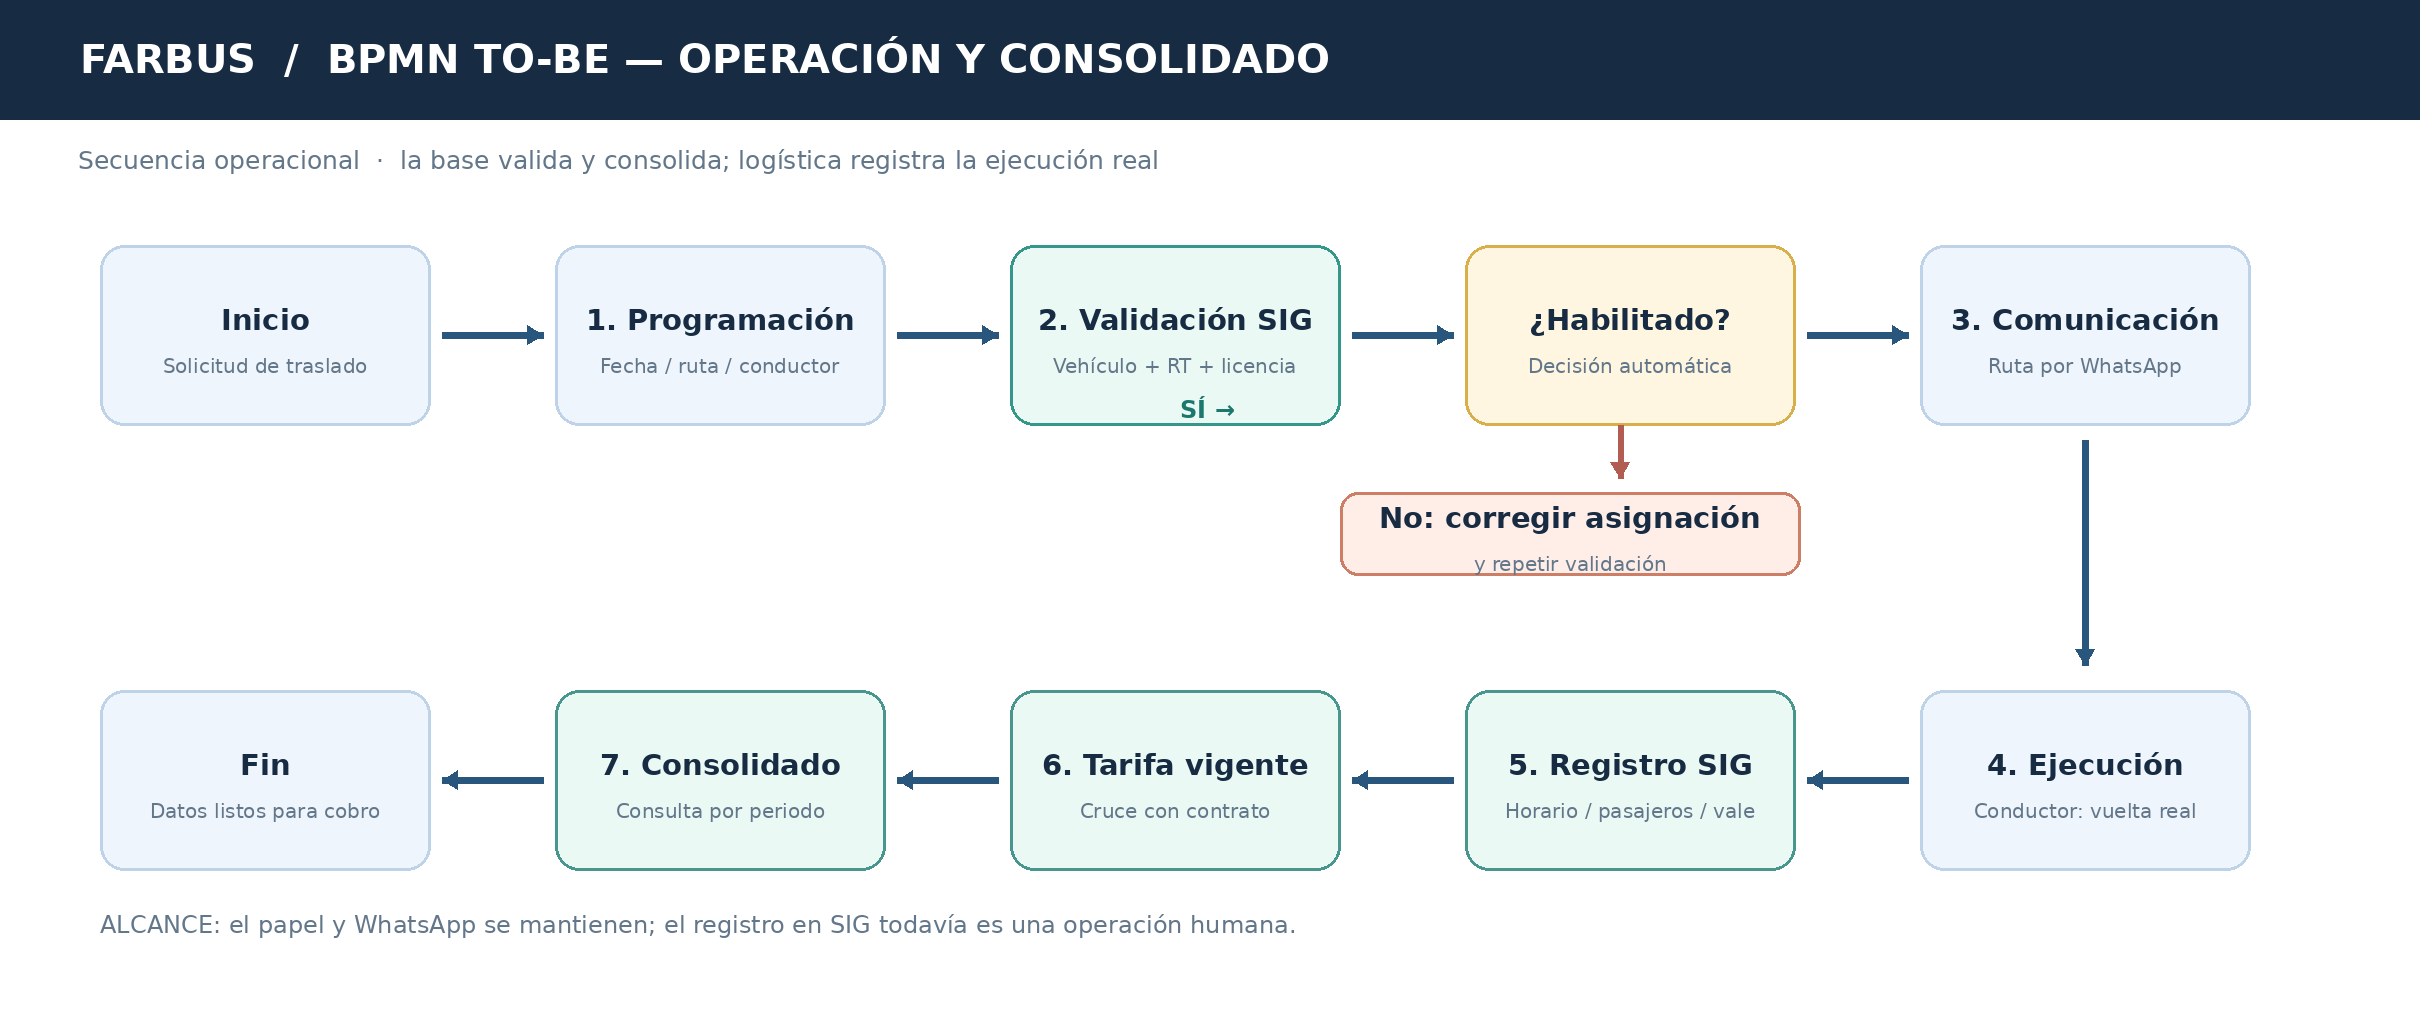 FARBUS / BPMN TO-BE — OPERACIÓN Y CONSOLIDADO
Secuencia operacional · la base valida y consolida; logística registra la ejecución real
Inicio
Solicitud de traslado
1. Programación
Fecha / ruta / conductor
2. Validación SIG
Vehículo + RT + licencia
SÍ →
¿Habilitado?
Decisión automática
3. Comunicación
Ruta por WhatsApp
No: corregir asignación
y repetir validación
Fin
Datos listos para cobro
7. Consolidado
Consulta por periodo
6. Tarifa vigente
Cruce con contrato
5. Registro SIG
Horario / pasajeros / vale
4. Ejecución
Conductor: vuelta real
ALCANCE: el papel y WhatsApp se mantienen; el registro en SIG todavía es una operación humana.